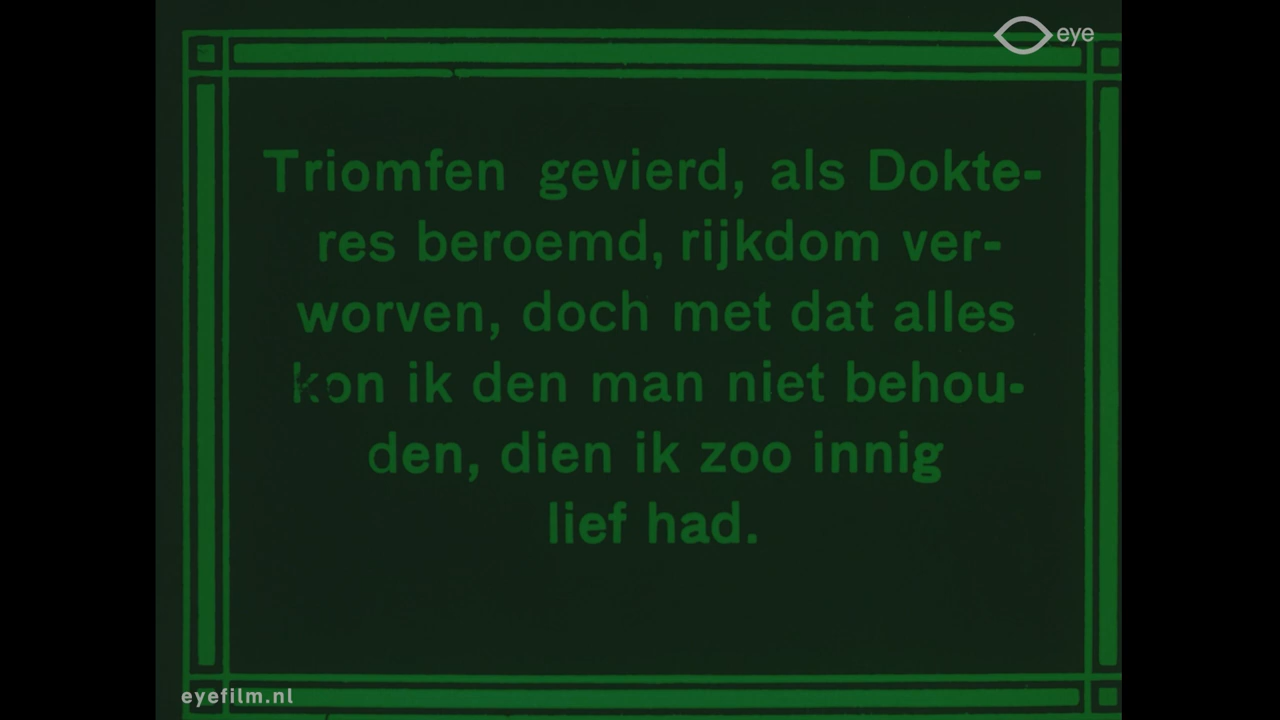 eye
Triomfen gevierd, als Dokte-
res beroemd, rijkdom ver-
worven, doch met dat alles
kon ik den man niet behou-
den, dien ik zoo innig
lief had.
eyefilm.nl